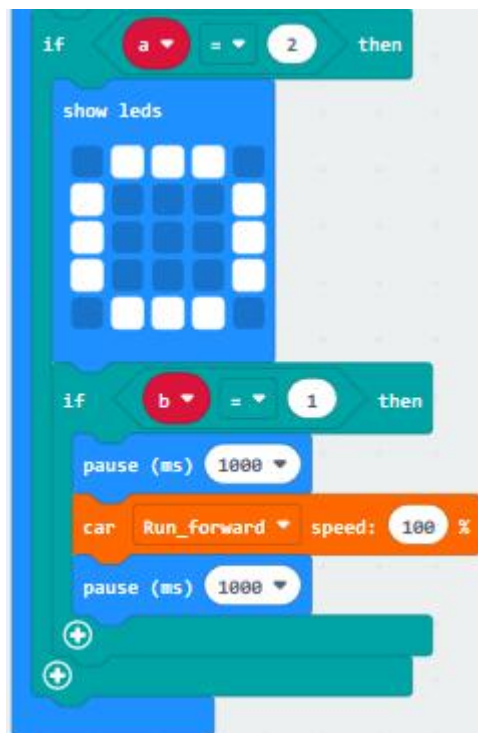 if a = 2 then
show leds
if b = 1 then
pause (ms) 1000
car Run_forward speed: 100 %
pause (ms) 1000